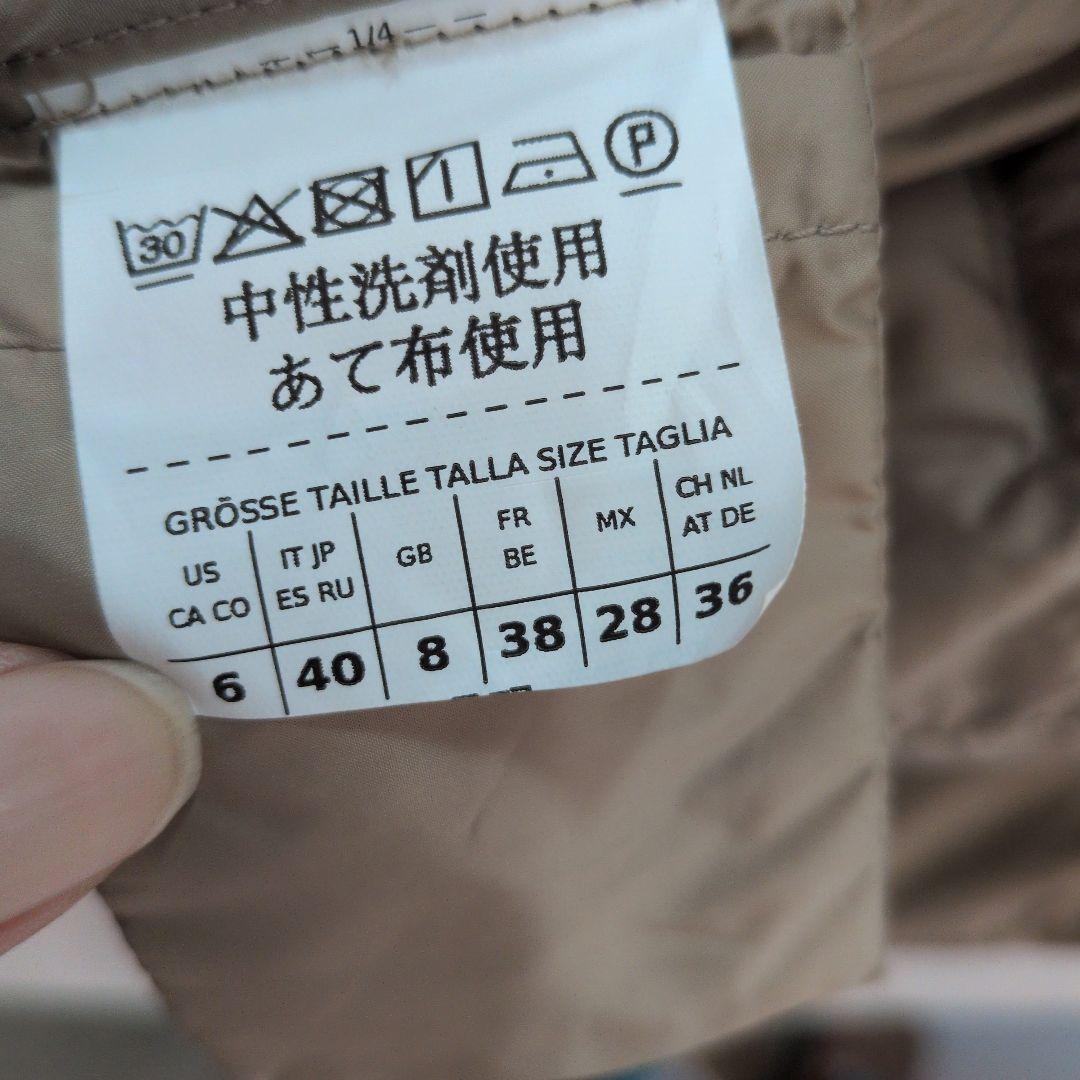 1/4
30 P
中性洗剤使用
あて布使用
GRÖSSE TAILLE TALLA SIZE TAGLIA
US IT JP GB FR MX CH NL
CA CO ES RU BE AT DE
6 40 8 38 28 36